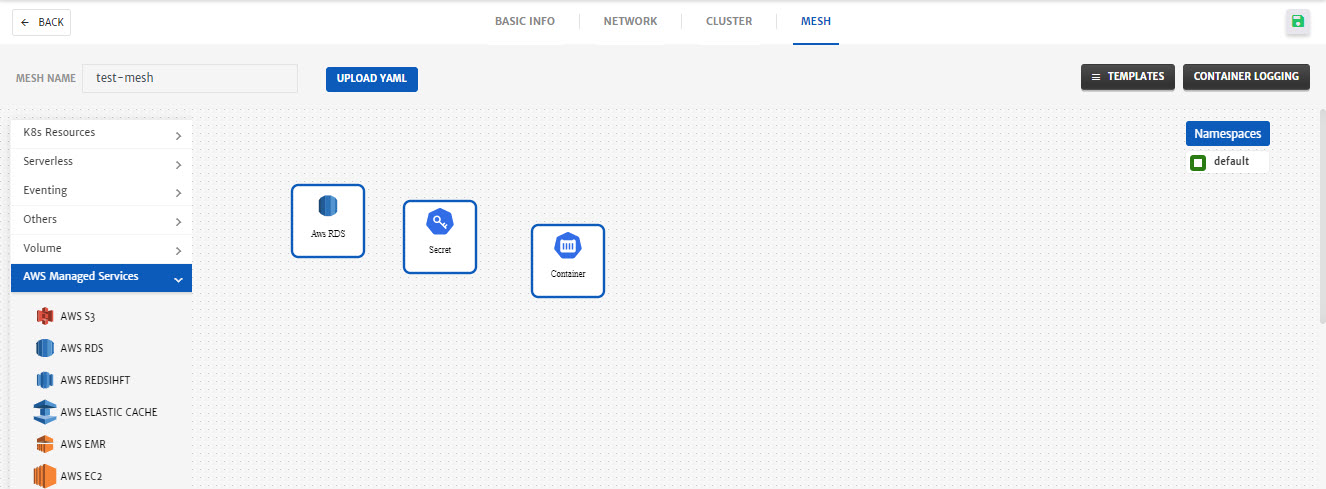 BACK
BASIC INFO
NETWORK
CLUSTER
MESH
MESH NAME
test-mesh
UPLOAD YAML
TEMPLATES
CONTAINER LOGGING
K8s Resources
Serverless
Eventing
Others
Volume
AWS Managed Services
AWS S3
AWS RDS
AWS REDSIHFT
AWS ELASTIC CACHE
AWS EMR
AWS EC2
Aws RDS
Secret
Container
Namespaces
default